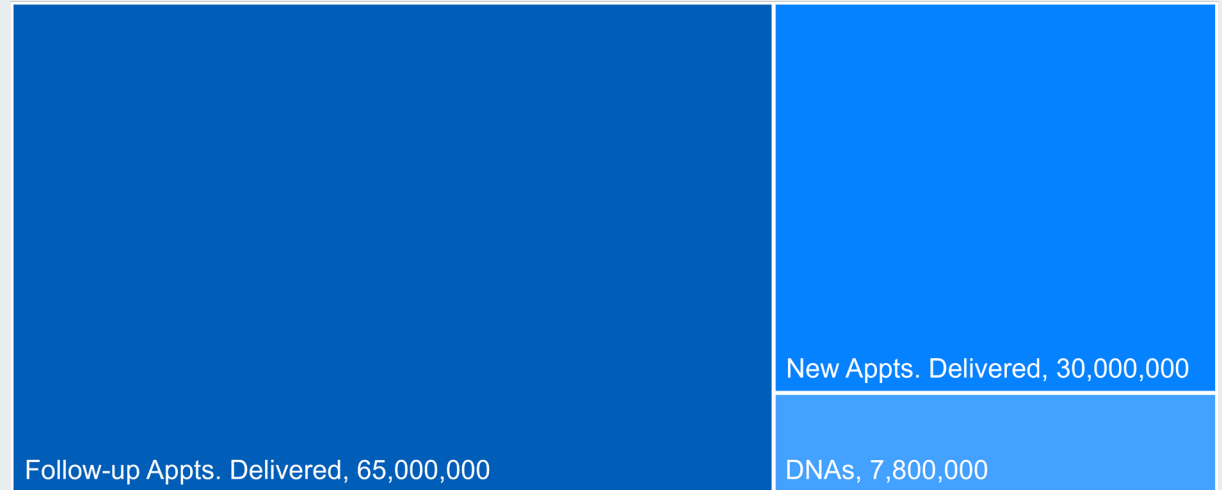 Follow-up Appts. Delivered, 65,000,000
New Appts. Delivered, 30,000,000
DNAs, 7,800,000